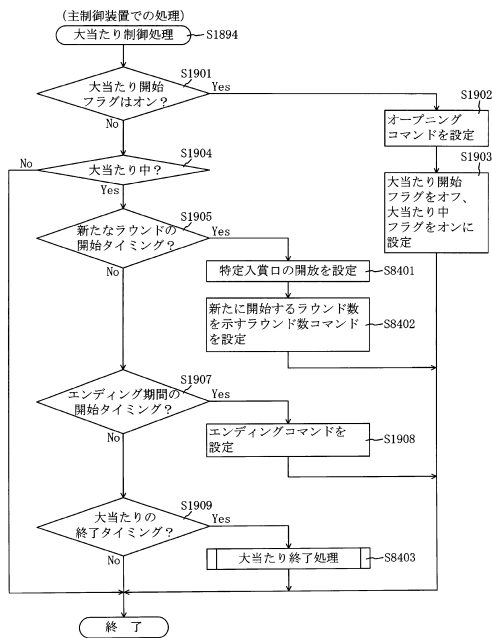 (主制御装置での処理)
大当たり制御処理
S1894
S1901
大当たり開始
フラグはオン?
Yes
No
S1902
オープニング
コマンドを設定
S1903
大当たり開始
フラグをオフ、
大当たり中
フラグをオンに
設定
S1904
大当たり中?
No
Yes
S1905
新たなラウンドの
開始タイミング?
Yes
No
特定入賞口の開放を設定
S8401
新たに開始するラウンド数
を示すラウンド数コマンド
を設定
S8402
S1907
エンディング期間の
開始タイミング?
Yes
No
エンディングコマンドを
設定
S1908
S1909
大当たりの
終了タイミング?
Yes
No
大当たり終了処理
S8403
終 了